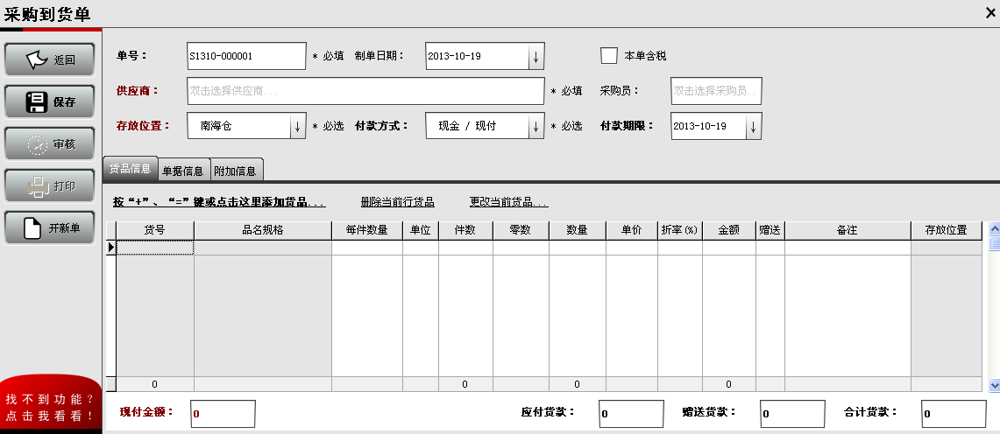 采购到货单
返回
保存
审核
打印
开新单
找不到功能?
点击我看看!
单号: S1310-000001 * 必填 制单日期: 2013-10-19 本单含税
供应商: 双击选择供应商... * 必填 采购员: 双击选择采购员..
存放位置: 南海仓 * 必选 付款方式: 现金 / 现付 * 必选 付款期限: 2013-10-19
货品信息 单据信息 附加信息
按“+”、“=”键或点击这里添加货品... 删除当前行货品 更改当前货品...
货号 品名规格 每件数量 单位 件数 零数 数量 单价 折率(%) 金额 赠送 备注 存放位置
0 0 0 0
现付金额: 0 应付货款: 0 赠送货款: 0 合计货款: 0